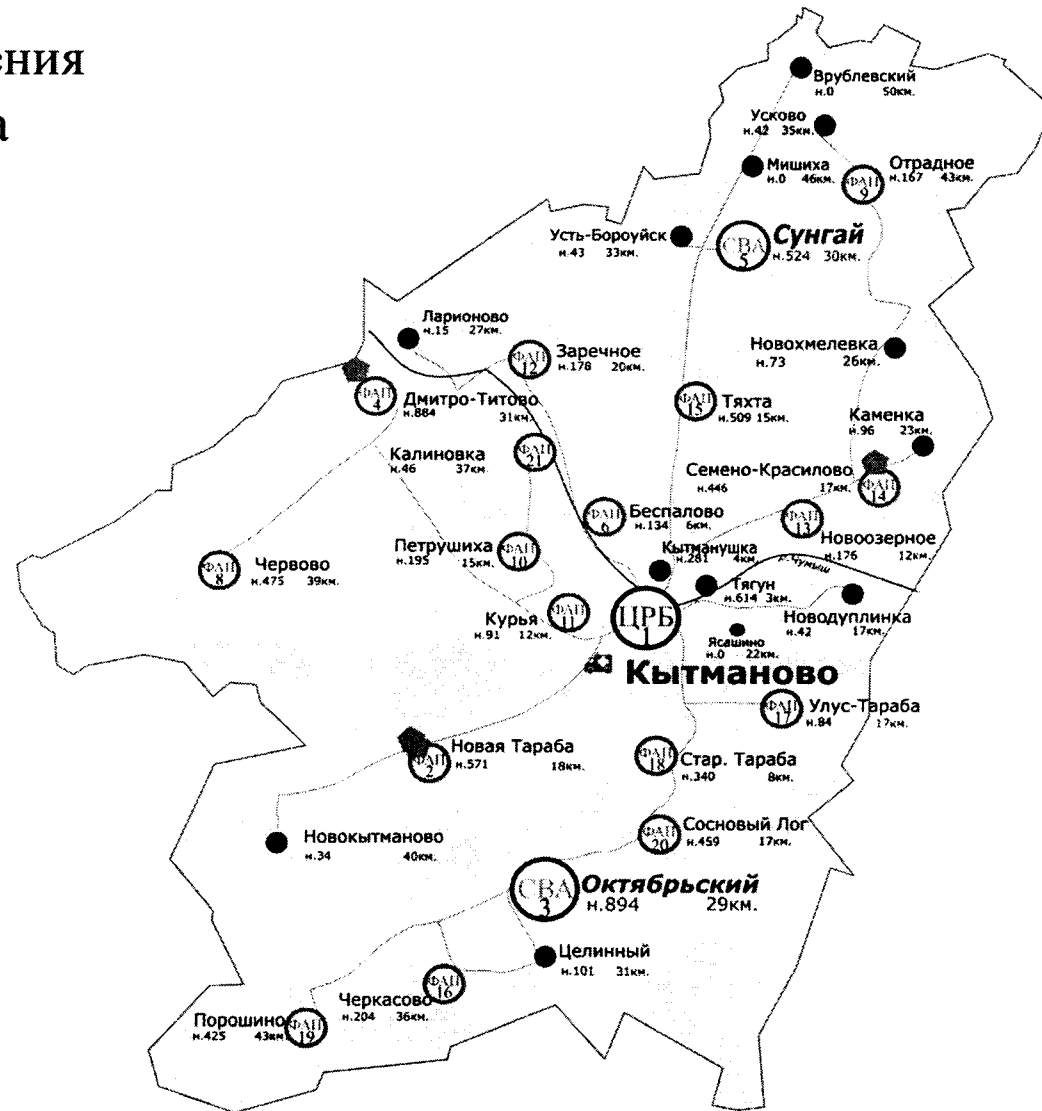 ения
а
Врублевский
н.0 50км.
Усково
н.42 35км.
Мишиха
н.0 46км.
Отрадное
н.167 43км.
ФАП
9
Усть-Бороуйск
н.43 33км.
СВА
5
Сунгай
н.524 30км.
Ларионово
н.15 27км.
ФАП
12
Заречное
н.178 20км.
Новохмелевка
н.73 26км.
ФАП
4
Дмитро-Титово
н.884 31км.
ФАП
15
Тяхта
н.509 15км.
Каменка
н.96 23км.
Калиновка
н.46 37км.
ФАП
21
Семено-Красилово
н.446 17км.
ФАП
14
ФАП
6
Беспалово
н.134 6км.
ФАП
13
Новоозерное
н.176 12км.
Петрушиха
н.195 15км.
ФАП
10
Кытманушка
н.281 4км.
р. Чумыш
ФАП
8
Червово
н.475 39км.
Тягун
н.614 3км.
Курья
н.91 12км.
ФАП
11
ЦРБ
1
Новодуплинка
н.42 17км.
Ясашино
н.0 22км.
Кытманово
ФАП
17
Улус-Тараба
н.84 17км.
ФАП
2
Новая Тараба
н.571 18км.
ФАП
18
Стар. Тараба
н.340 8км.
Новокытманово
н.34 40км.
ФАП
20
Сосновый Лог
н.459 17км.
СВА
3
Октябрьский
н.894 29км.
Целинный
н.101 31км.
Черкасово
н.204 36км.
ФАП
16
Порошино
н.425 43км.
ФАП
19